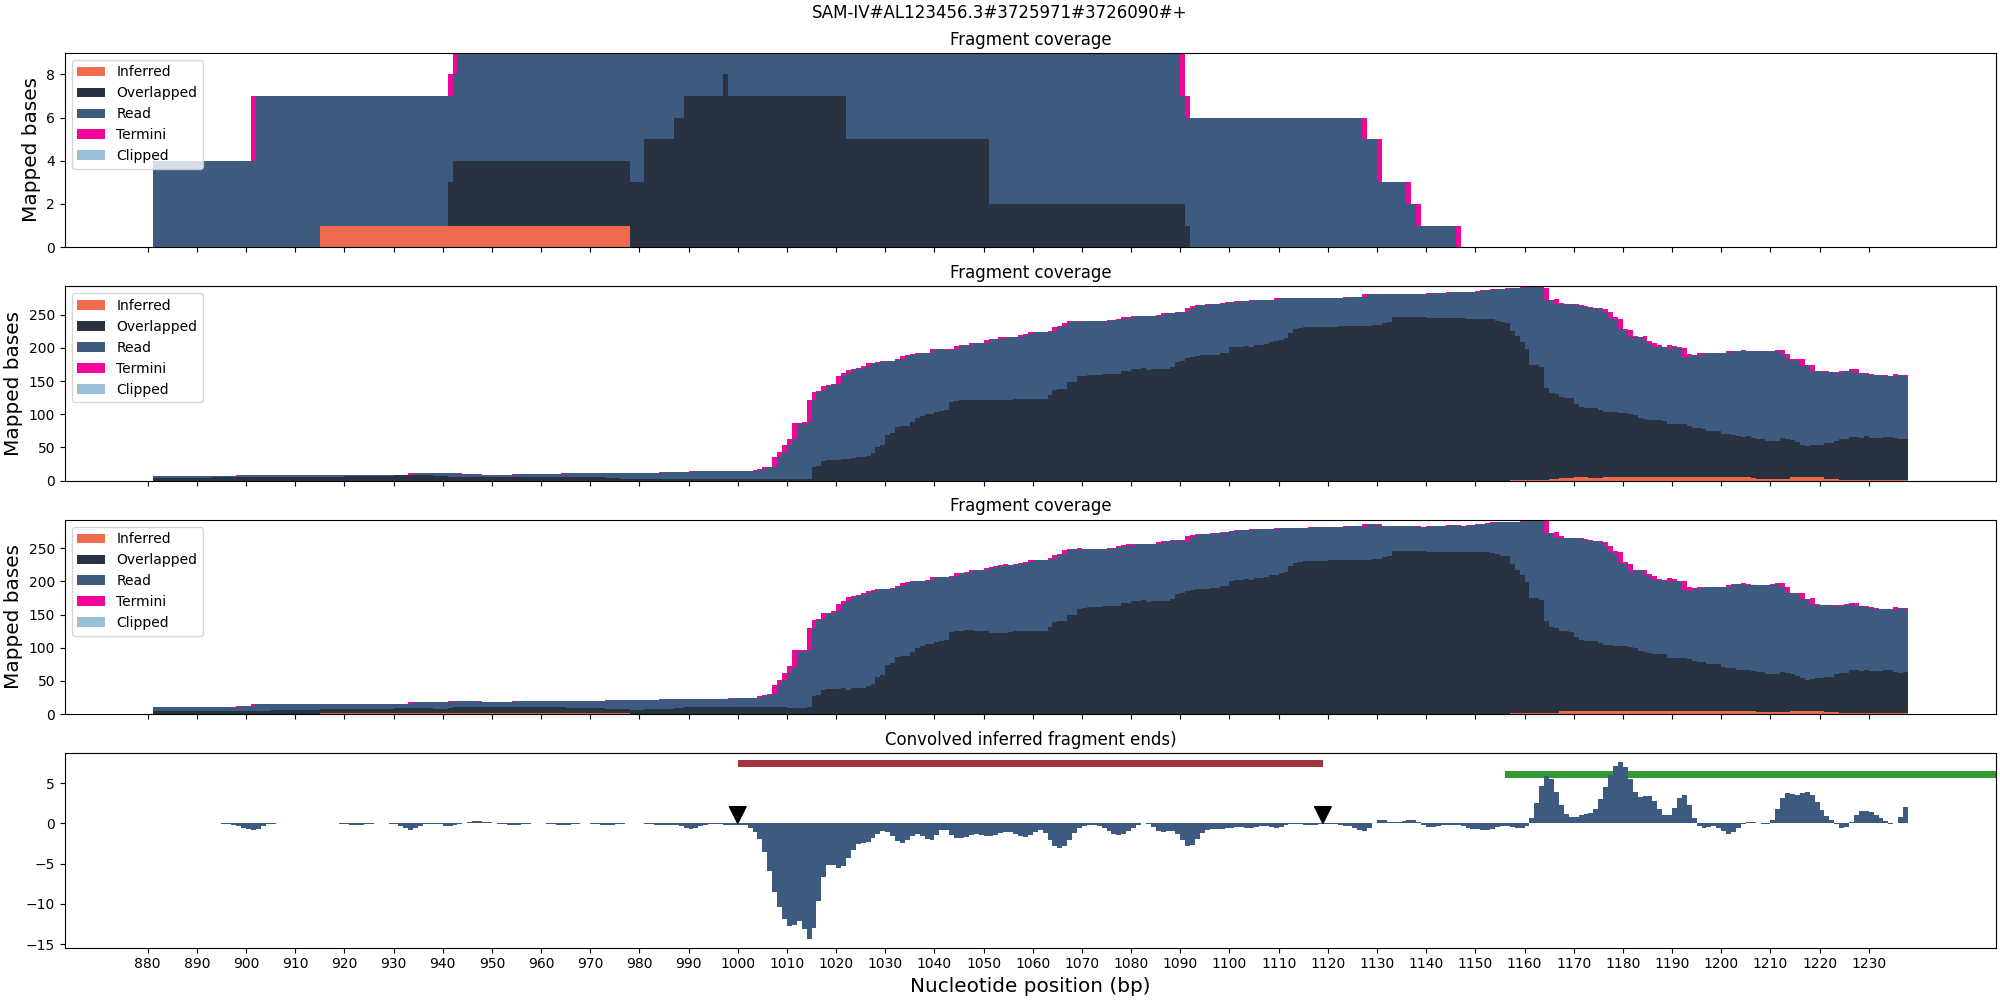 SAM-IV#AL123456.3#3725971#3726090#+
Fragment coverage
Mapped bases
8
6
4
2
0
Inferred
Overlapped
Read
Termini
Clipped
Fragment coverage
Mapped bases
250
200
150
100
50
0
Inferred
Overlapped
Read
Termini
Clipped
Fragment coverage
Mapped bases
250
200
150
100
50
0
Inferred
Overlapped
Read
Termini
Clipped
Convolved inferred fragment ends)
5
0
−5
−10
−15
880 890 900 910 920 930 940 950 960 970 980 990 1000 1010 1020 1030 1040 1050 1060 1070 1080 1090 1100 1110 1120 1130 1140 1150 1160 1170 1180 1190 1200 1210 1220 1230
Nucleotide position (bp)